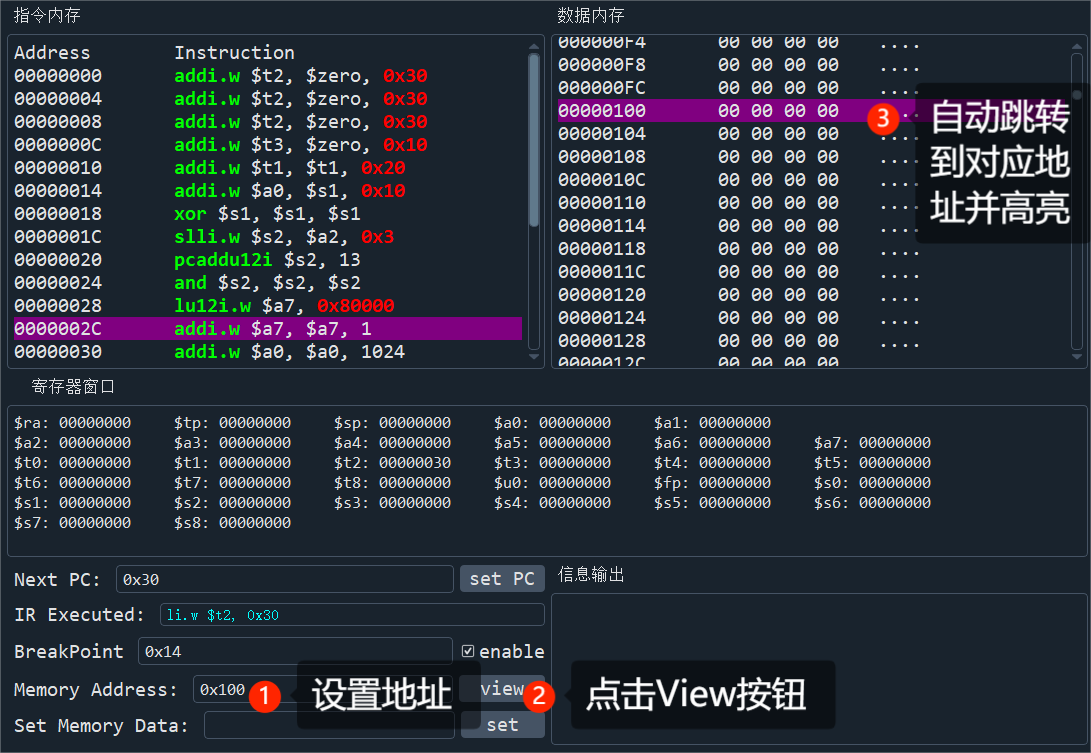 指令内存
Address Instruction
00000000 addi.w $t2, $zero, 0x30
00000004 addi.w $t2, $zero, 0x30
00000008 addi.w $t2, $zero, 0x30
0000000C addi.w $t3, $zero, 0x10
00000010 addi.w $t1, $t1, 0x20
00000014 addi.w $a0, $s1, 0x10
00000018 xor $s1, $s1, $s1
0000001C slli.w $s2, $a2, 0x3
00000020 pcaddu12i $s2, 13
00000024 and $s2, $s2, $s2
00000028 lu12i.w $a7, 0x80000
0000002C addi.w $a7, $a7, 1
00000030 addi.w $a0, $a0, 1024
数据内存
000000F4 00 00 00 00 ....
000000F8 00 00 00 00 ....
000000FC 00 00 00 00 ....
00000100 00 00 00 00 ....
00000104 00 00 00 00 ....
00000108 00 00 00 00 ....
0000010C 00 00 00 00 ....
00000110 00 00 00 00 ....
00000114 00 00 00 00 ....
00000118 00 00 00 00 ....
0000011C 00 00 00 00 ....
00000120 00 00 00 00 ....
00000124 00 00 00 00 ....
00000128 00 00 00 00 ....
0000012C 00 00 00 00
3
自动跳转
到对应地
址并高亮
寄存器窗口
$ra: 00000000 $tp: 00000000 $sp: 00000000 $a0: 00000000 $a1: 00000000
$a2: 00000000 $a3: 00000000 $a4: 00000000 $a5: 00000000 $a6: 00000000 $a7: 00000000
$t0: 00000000 $t1: 00000000 $t2: 00000030 $t3: 00000000 $t4: 00000000 $t5: 00000000
$t6: 00000000 $t7: 00000000 $t8: 00000000 $u0: 00000000 $fp: 00000000 $s0: 00000000
$s1: 00000000 $s2: 00000000 $s3: 00000000 $s4: 00000000 $s5: 00000000 $s6: 00000000
$s7: 00000000 $s8: 00000000
Next PC: 0x30 set PC
IR Executed: li.w $t2, 0x30
BreakPoint 0x14 enable
Memory Address: 0x100 1 设置地址 view 2 点击View按钮
Set Memory Data: set
信息输出